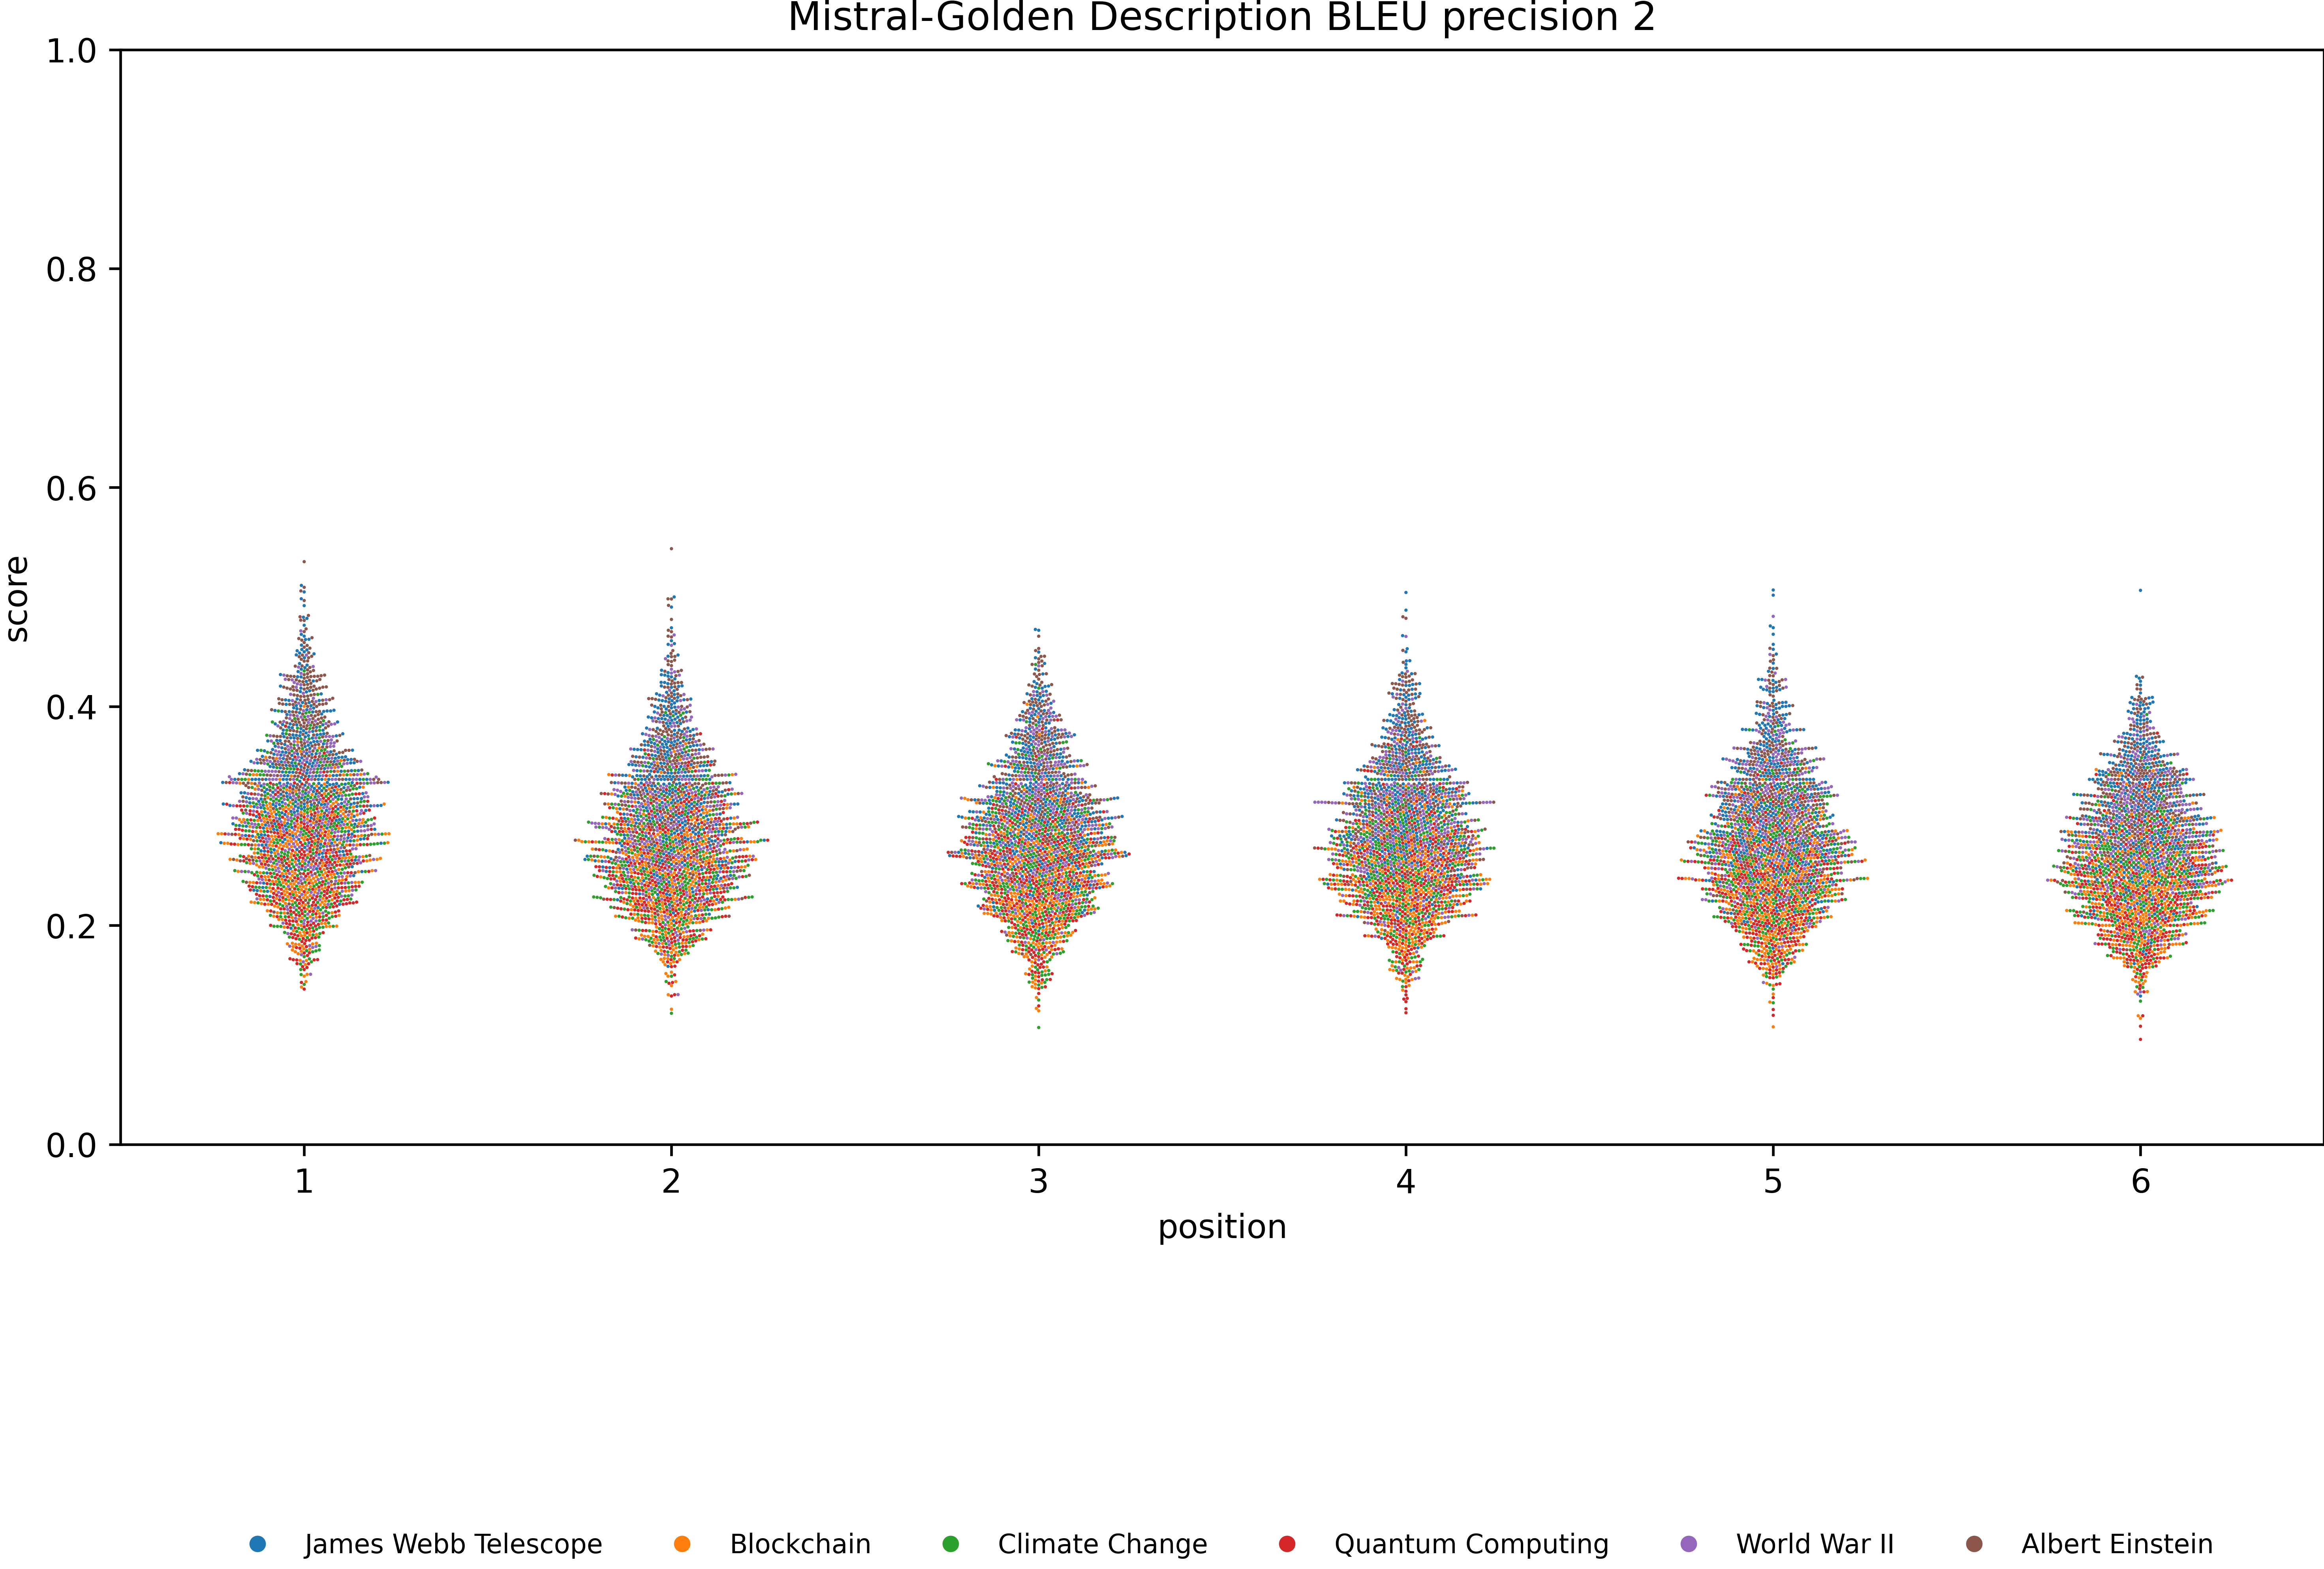 Mistral-Golden Description BLEU precision 2
1.0
0.8
0.6
0.4
0.2
0.0
score
1 2 3 4 5 6
position
James Webb Telescope Blockchain Climate Change Quantum Computing World War II Albert Einstein